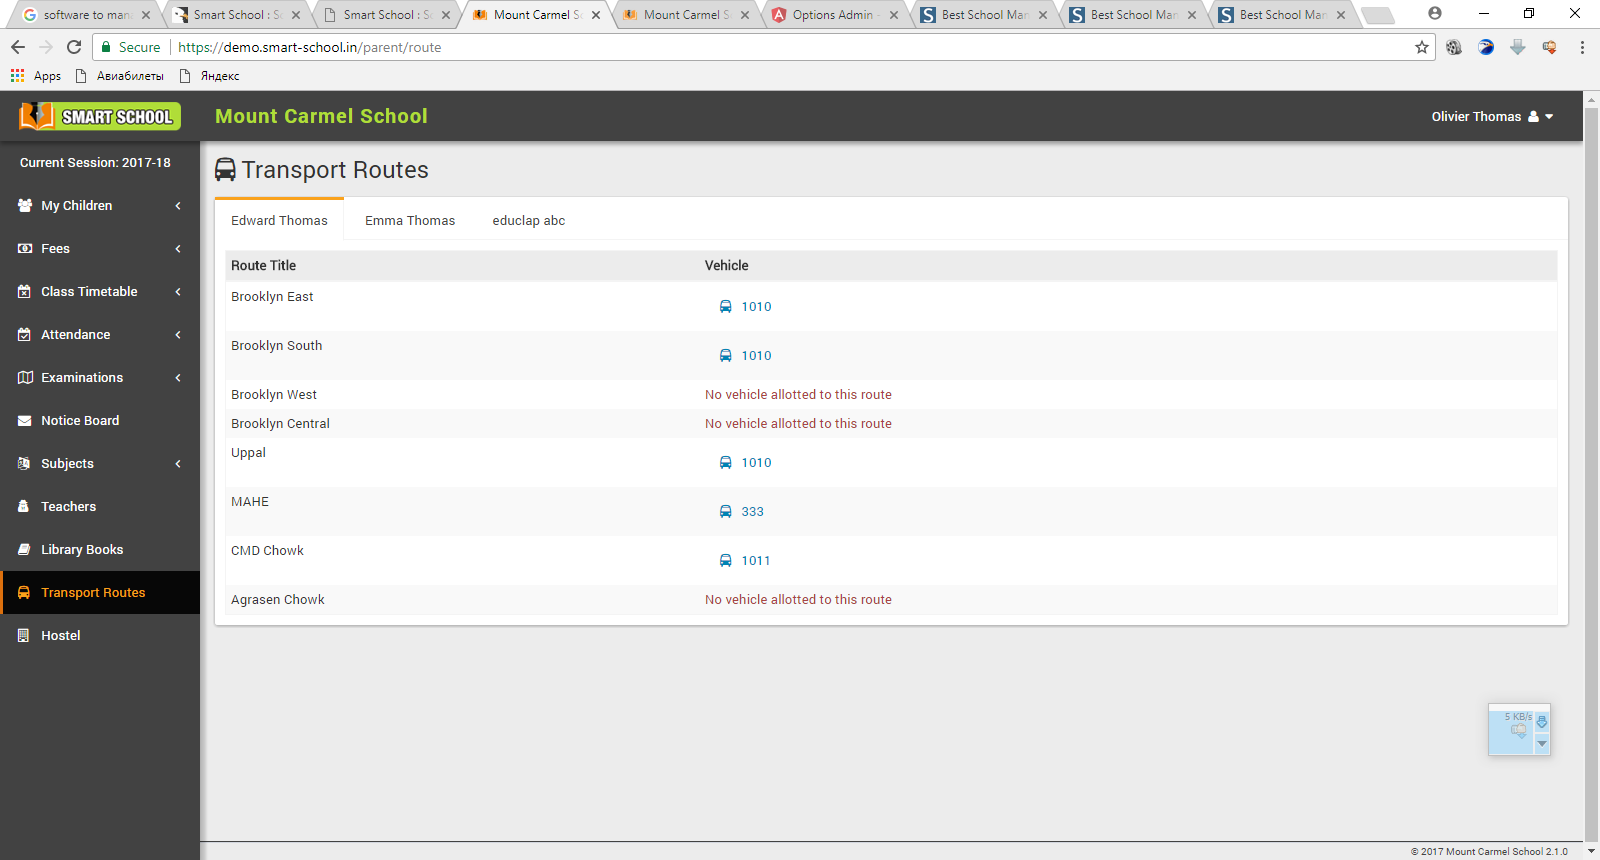 software to mana
Smart School : Sc
Smart School : Sc
Mount Carmel Sc
Mount Carmel Sc
Options Admin -
Best School Man
Best School Man
Best School Man
Secure https://demo.smart-school.in/parent/route
Apps Авиабилеты Яндекс
SMART SCHOOL
Mount Carmel School
Olivier Thomas
Current Session: 2017-18
My Children
Fees
Class Timetable
Attendance
Examinations
Notice Board
Subjects
Teachers
Library Books
Transport Routes
Hostel
Transport Routes
Edward Thomas Emma Thomas educlap abc
Route Title Vehicle
Brooklyn East 1010
Brooklyn South 1010
Brooklyn West No vehicle allotted to this route
Brooklyn Central No vehicle allotted to this route
Uppal 1010
MAHE 333
CMD Chowk 1011
Agrasen Chowk No vehicle allotted to this route
5 KB/s
© 2017 Mount Carmel School 2.1.0